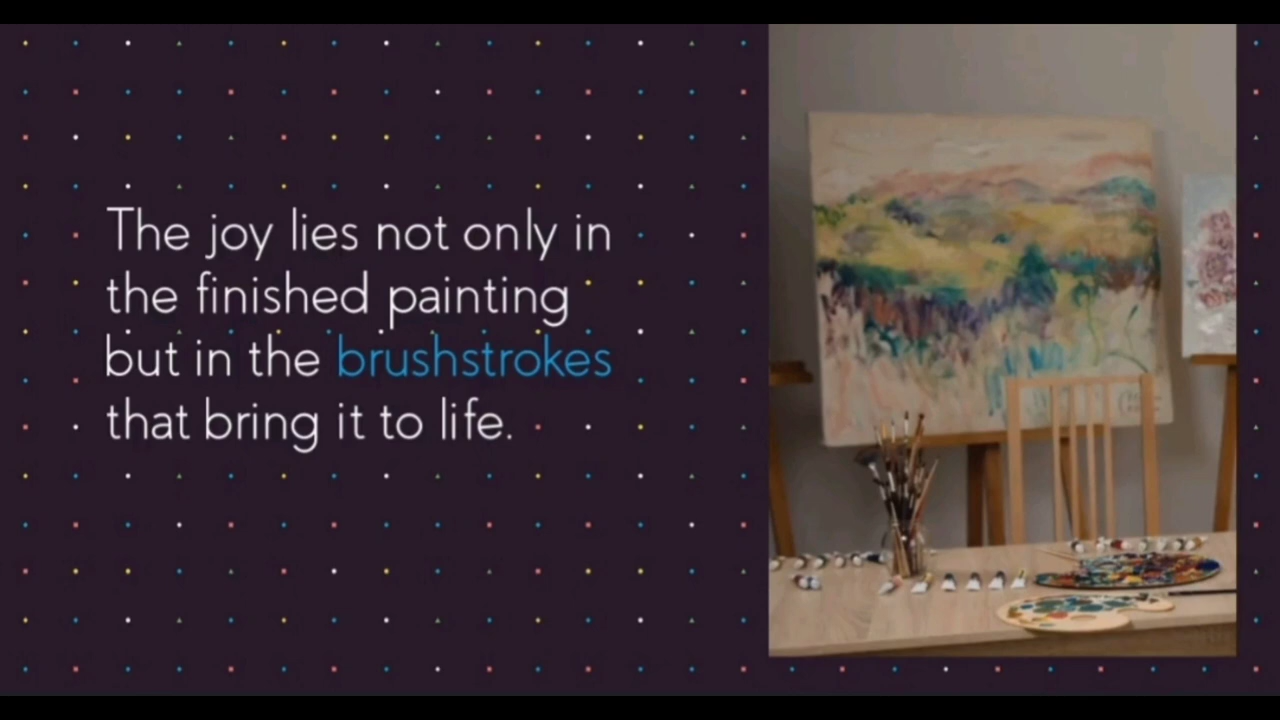 The joy lies not only in
the finished painting
but in the brushstrokes
that bring it to life.